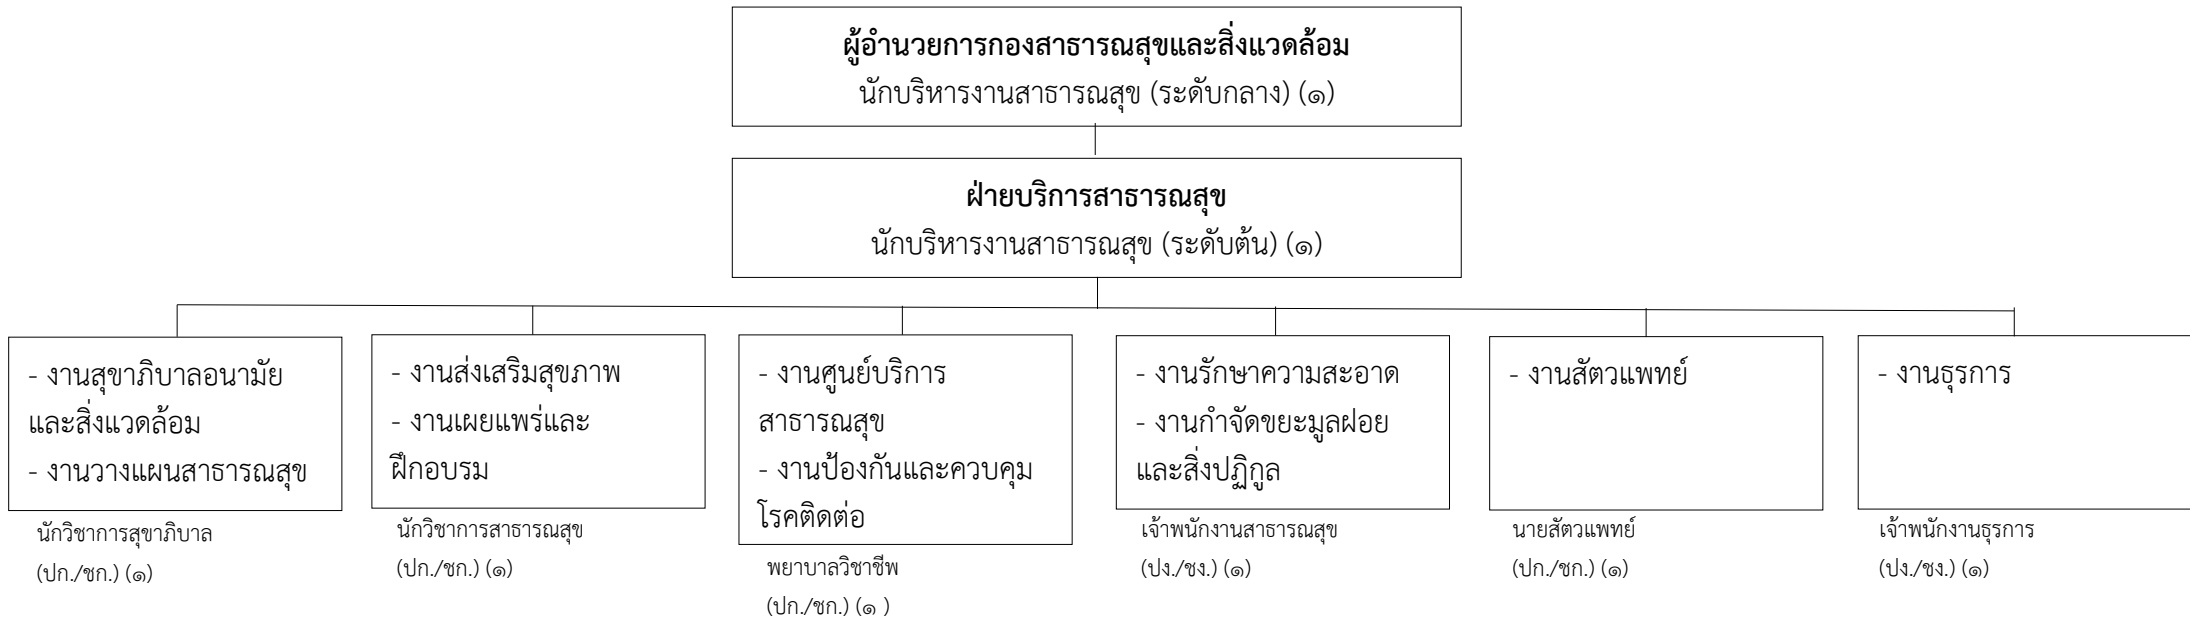 ผู้อำนวยการกองสาธารณสุขและสิ่งแวดล้อม
นักบริหารงานสาธารณสุข (ระดับกลาง) (๑)
ฝ่ายบริการสาธารณสุข
นักบริหารงานสาธารณสุข (ระดับต้น) (๑)
- งานสุขาภิบาลอนามัย
และสิ่งแวดล้อม
- งานวางแผนสาธารณสุข
นักวิชาการสุขาภิบาล
(ปก./ชก.) (๑)
- งานส่งเสริมสุขภาพ
- งานเผยแพร่และ
ฝึกอบรม
นักวิชาการสาธารณสุข
(ปก./ชก.) (๑)
- งานศูนย์บริการ
สาธารณสุข
- งานป้องกันและควบคุม
โรคติดต่อ
พยาบาลวิชาชีพ
(ปก./ชก.) (๑ )
- งานรักษาความสะอาด
- งานกำจัดขยะมูลฝอย
และสิ่งปฏิกูล
เจ้าพนักงานสาธารณสุข
(ปง./ชง.) (๑)
- งานสัตวแพทย์
นายสัตวแพทย์
(ปก./ชก.) (๑)
- งานธุรการ
เจ้าพนักงานธุรการ
(ปง./ชง.) (๑)